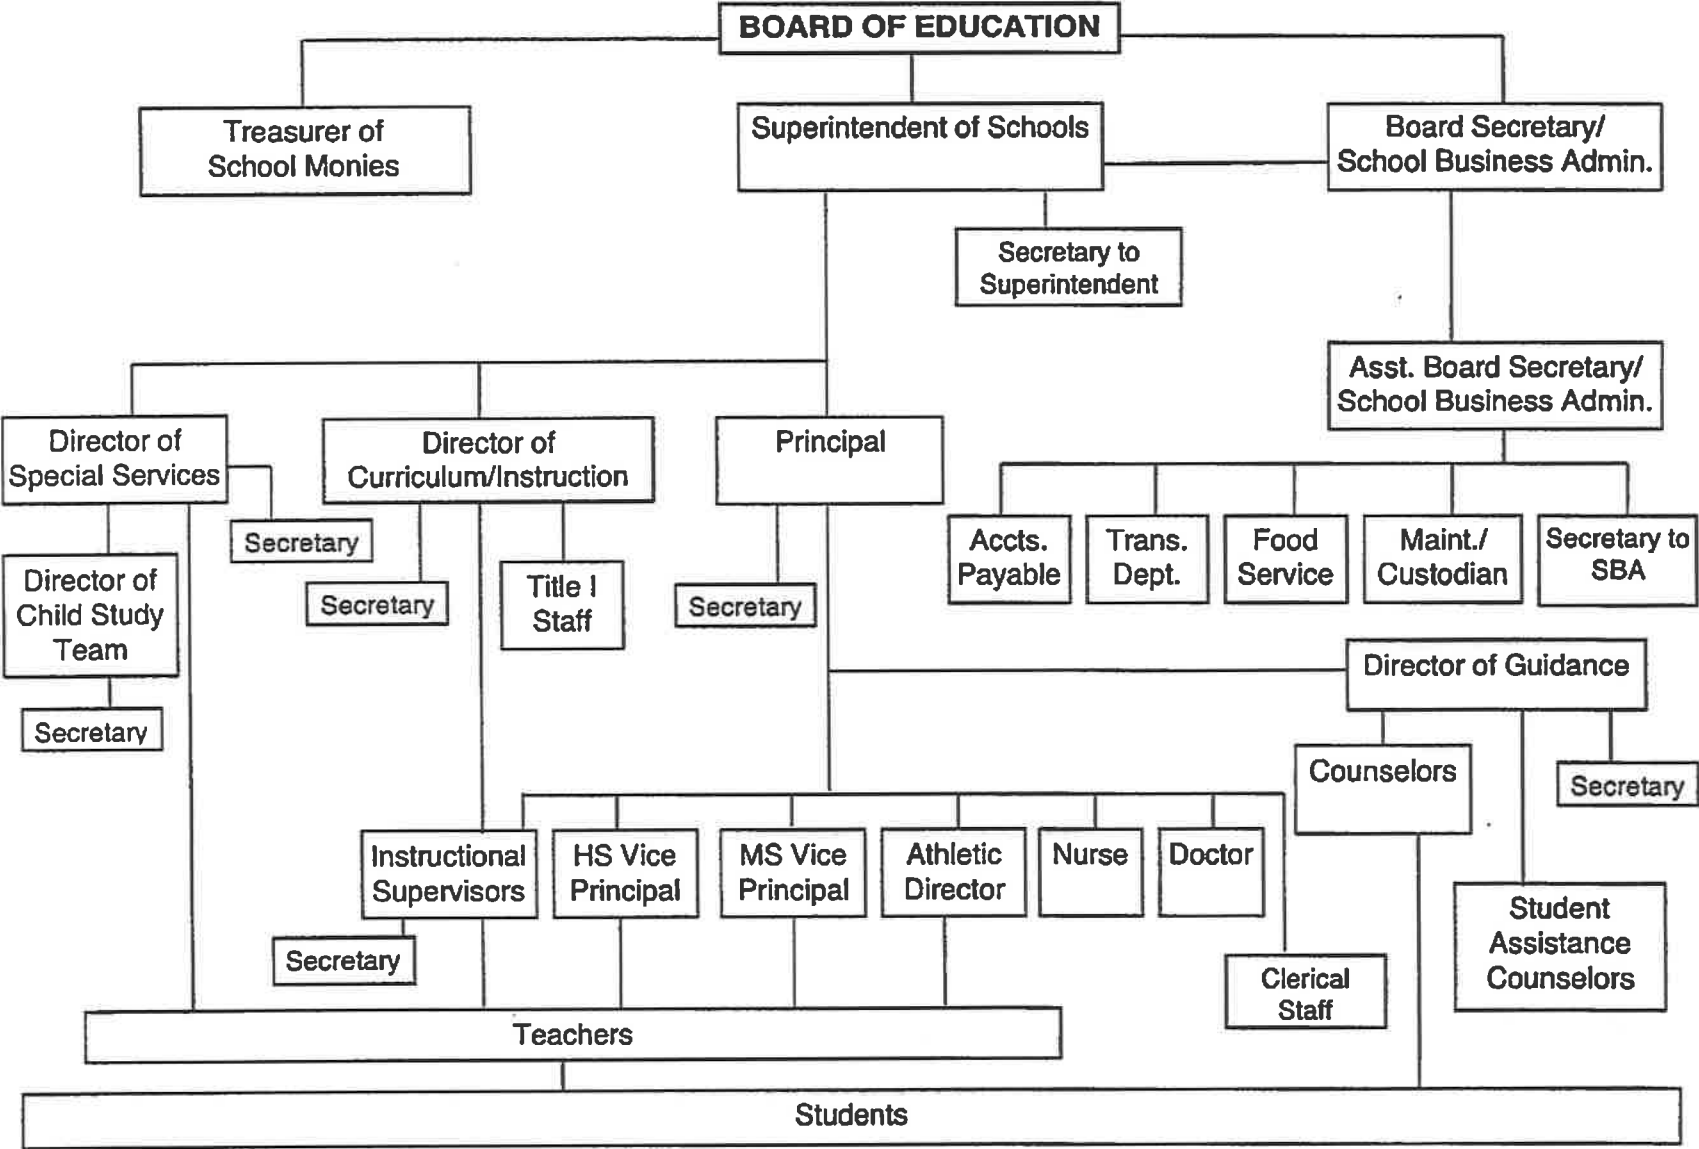 BOARD OF EDUCATION
Treasurer of
School Monies
Superintendent of Schools
Board Secretary/
School Business Admin.
Secretary to
Superintendent
Asst. Board Secretary/
School Business Admin.
Director of
Special Services
Director of
Curriculum/Instruction
Principal
Secretary
Secretary
Title I
Staff
Secretary
Accts.
Payable
Trans.
Dept.
Food
Service
Maint./
Custodian
Secretary to
SBA
Director of
Child Study
Team
Secretary
Director of Guidance
Counselors
Secretary
Student
Assistance
Counselors
Instructional
Supervisors
HS Vice
Principal
MS Vice
Principal
Athletic
Director
Nurse
Doctor
Secretary
Clerical
Staff
Teachers
Students